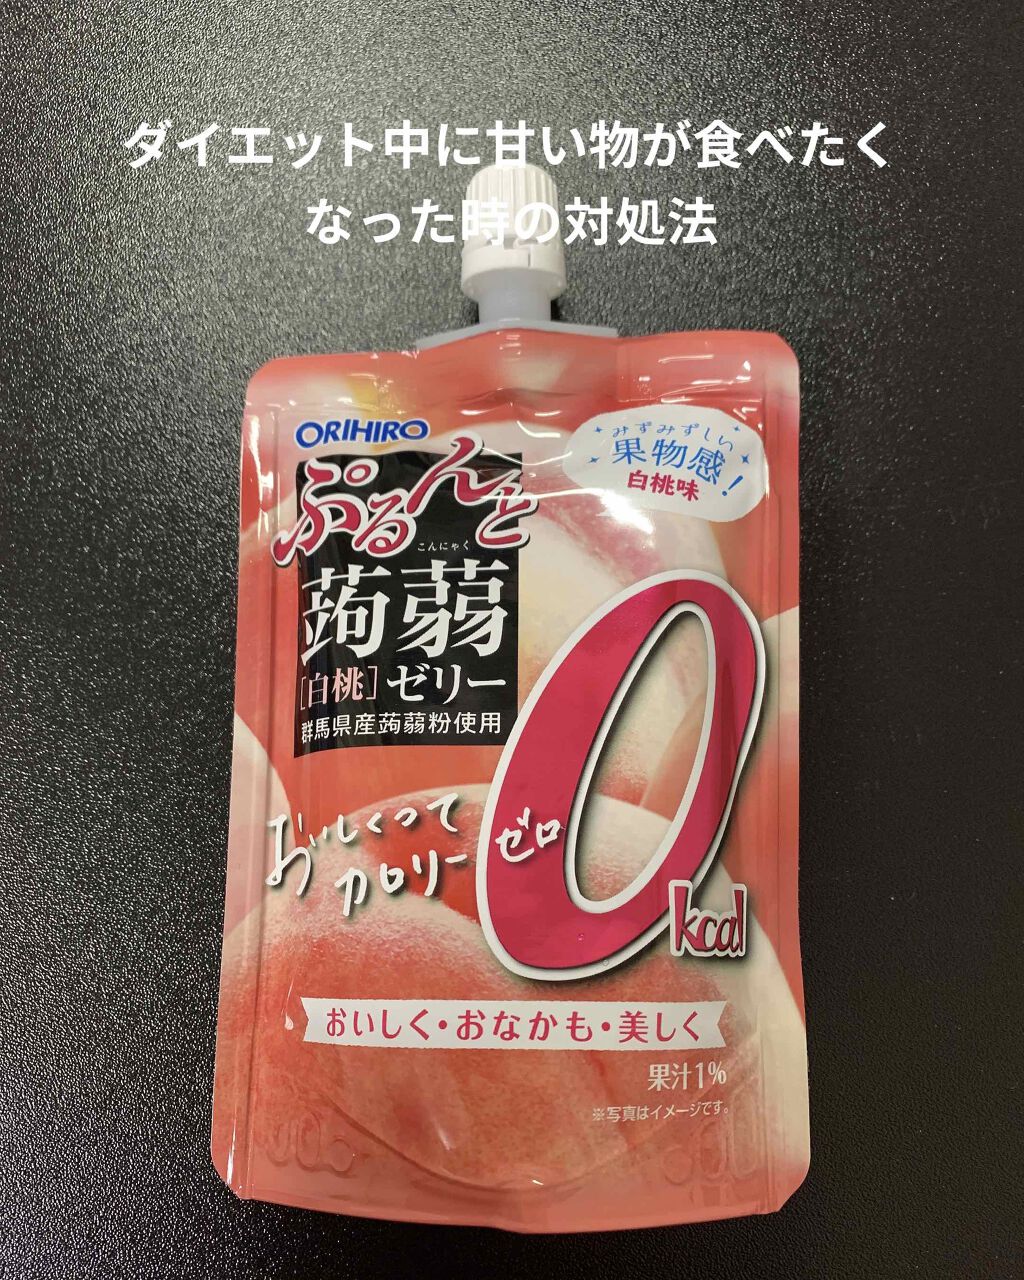 ダイエット中に甘い物が食べたく
なった時の対処法
ORIHIRO
みずみずしい
果物感!
白桃味
ぷるんと
こんにゃく
蒟蒻
[白桃]ゼリー
群馬県産蒟蒻粉使用
おいしくって
カロリー
ゼロ
0kcal
おいしく・おなかも・美しく
果汁1%
※写真はイメージです。